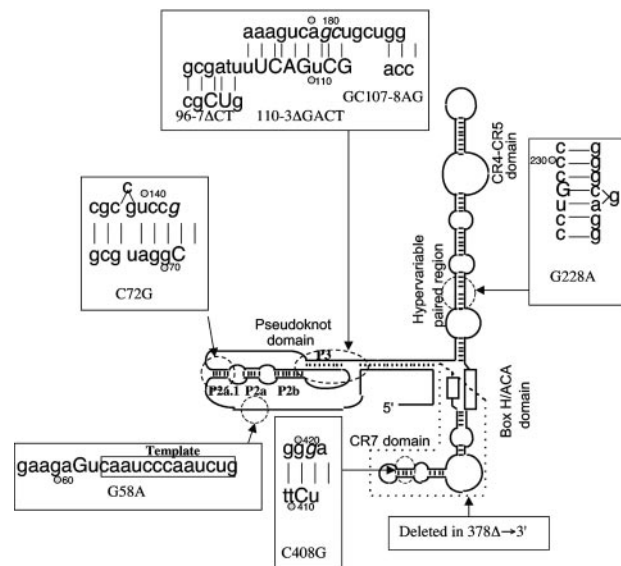 180
aaagucagcugcugg
gcgauuUCAGuCG acc
110
cgCUg
GC107-8AG
96-7ΔCT 110-3ΔGACT
c
140
cgc guccg
gcg uaggC
70
C72G
CR4-CR5
domain
Hypervariable
paired region
230
c g
c g
c g
G c g
u a
c g
c g
G228A
Pseudoknot
domain
P3
P2a.1 P2a P2b
5'
Box H/ACA
domain
Template
gaagaGucaaucccaaucug
60
G58A
CR7 domain
420
ggga
ttCu
410
C408G
Deleted in 378Δ→3'